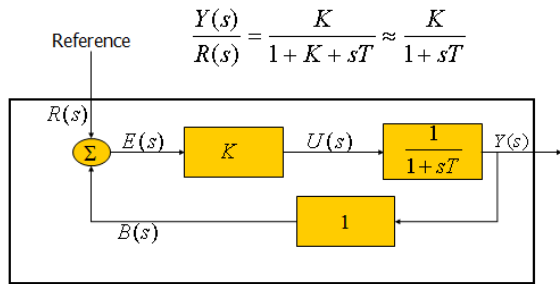 Reference
Y(s)/R(s) = K/(1 + K + sT) ≈ K/(1 + sT)
R(s)
Σ
E(s)
K
U(s)
1/(1 + sT)
Y(s)
B(s)
1